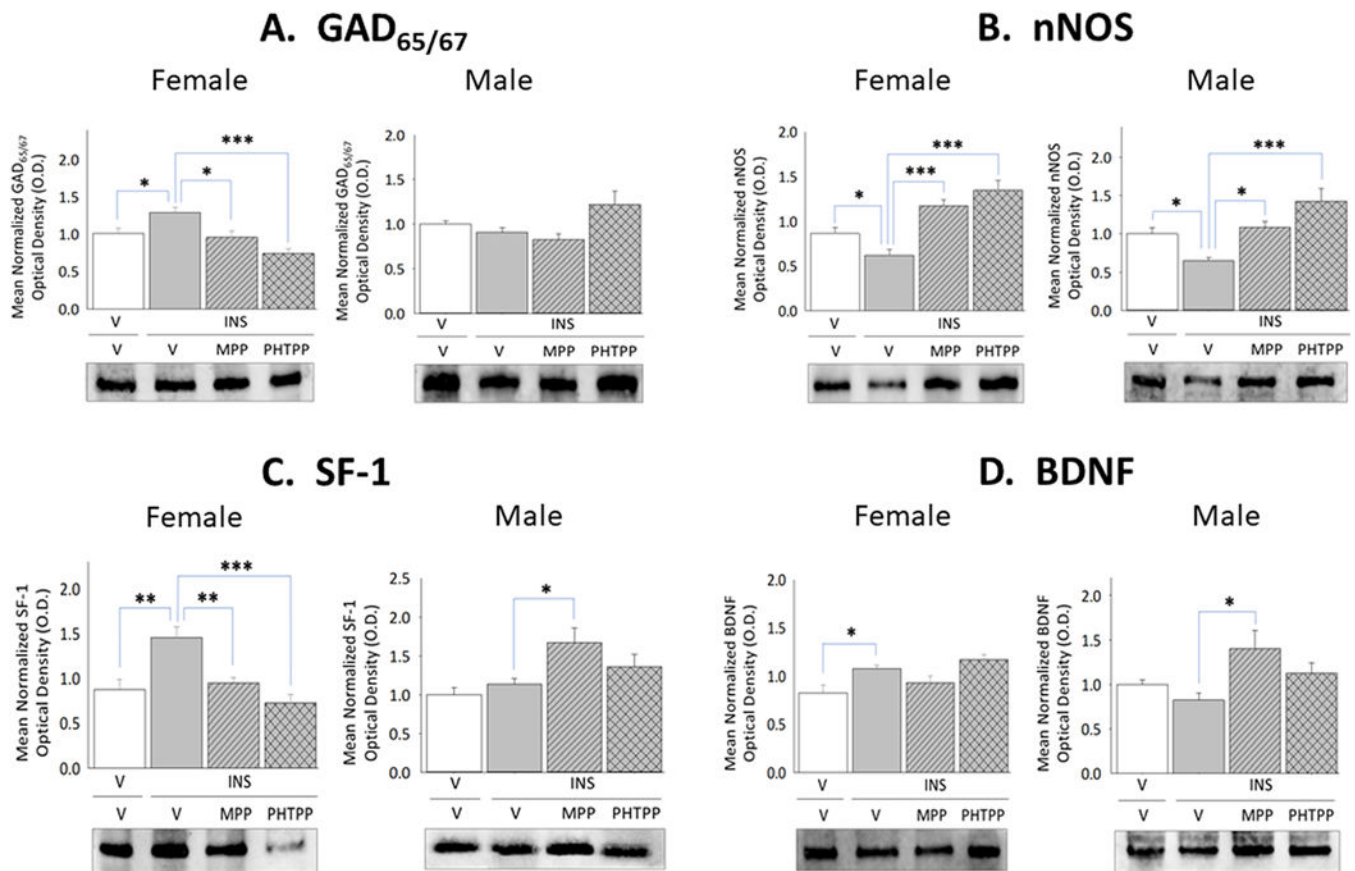 A. GAD65/67
Female
Mean Normalized GAD65/67
Optical Density (O.D.)
2.0
1.5
1.0
0.5
0.0
*
*
***
V
INS
V
V
MPP
PHTPP
Male
Mean Normalized GAD65/67
Optical Density (O.D.)
2.0
1.5
1.0
0.5
0.0
V
INS
V
V
MPP
PHTPP
B. nNOS
Female
Mean Normalized nNOS
Optical Density (O.D.)
2.0
1.5
1.0
0.5
0.0
*
***
***
V
INS
V
V
MPP
PHTPP
Male
Mean Normalized nNOS
Optical Density (O.D.)
2.0
1.5
1.0
0.5
0.0
*
*
***
V
INS
V
V
MPP
PHTPP
C. SF-1
Female
Mean Normalized SF-1
Optical Density (O.D.)
2.0
1.5
1.0
0.5
0.0
**
**
***
V
INS
V
V
MPP
PHTPP
Male
Mean Normalized SF-1
Optical Density (O.D.)
2.5
2.0
1.5
1.0
0.5
0.0
*
V
INS
V
V
MPP
PHTPP
D. BDNF
Female
Mean Normalized BDNF
Optical Density (O.D.)
2.0
1.5
1.0
0.5
0.0
*
V
INS
V
V
MPP
PHTPP
Male
Mean Normalized BDNF
Optical Density (O.D.)
2.0
1.5
1.0
0.5
0.0
*
V
INS
V
V
MPP
PHTPP